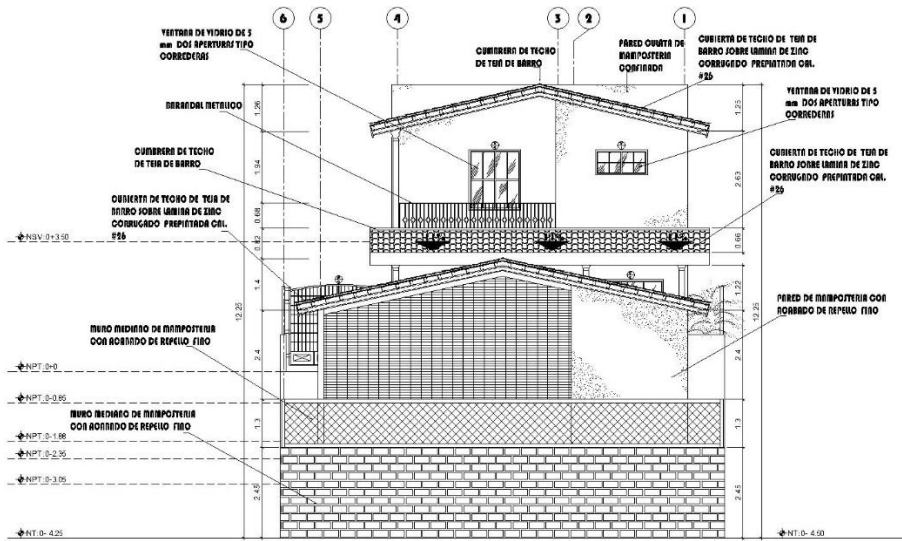 6
5
4
3
2
1
VENTANA DE VIDRIO DE 5
mm DOS APERTURAS TIPO
CORREDERAS
CUMBRERA DE TECHO
DE TEJA DE BARRO
PARED CULATA DE
MAMPOSTERIA
CONFINADA
CUBIERTA DE TECHO DE TEJA DE
BARRO SOBRE LAMINA DE ZINC
CORRUGADO PREPINTADA CAL.
#26
VENTANA DE VIDRIO DE 5
mm DOS APERTURAS TIPO
CORREDERAS
BARANDAL METALICO
CUMBRERA DE TECHO
DE TEJA DE BARRO
CUBIERTA DE TECHO DE TEJA DE
BARRO SOBRE LAMINA DE ZINC
CORRUGADO PREPINTADA CAL.
#26
CUBIERTA DE TECHO DE TEJA DE
BARRO SOBRE LAMINA DE ZINC
CORRUGADO PREPINTADA CAL.
#26
PARED DE MAMPOSTERIA CON
ACABADO DE REPELLO FINO
MURO MEDIANO DE MAMPOSTERIA
CON ACABADO DE REPELLO FINO
MURO MEDIANO DE MAMPOSTERIA
CON ACABADO DE REPELLO FINO
NSV:0+3.50
NPT:0+0
NPT:0-0.85
NPT:0-1.88
NPT:0-2.35
NPT:0-3.05
NT:0- 4.25
NT:0- 4.50
12.25
1.26
1.94
0.68
0.62
1.4
2.4
1.3
2.45
1.25
2.63
0.66
1.22
2.4
1.3
2.45
12.25